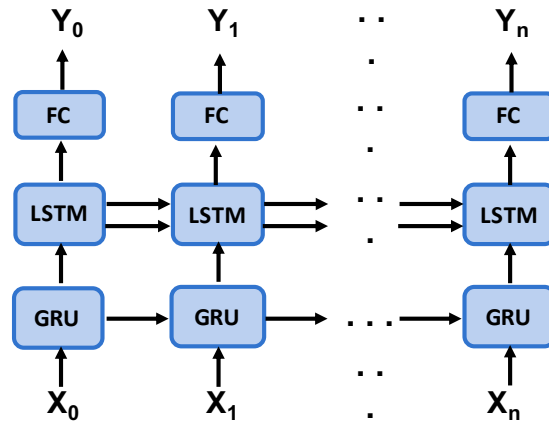 Y₀ Y₁ . . Yₙ
.
FC FC . . FC
.
LSTM LSTM . . LSTM
.
GRU GRU . . . GRU
. .
X₀ X₁ . Xₙ